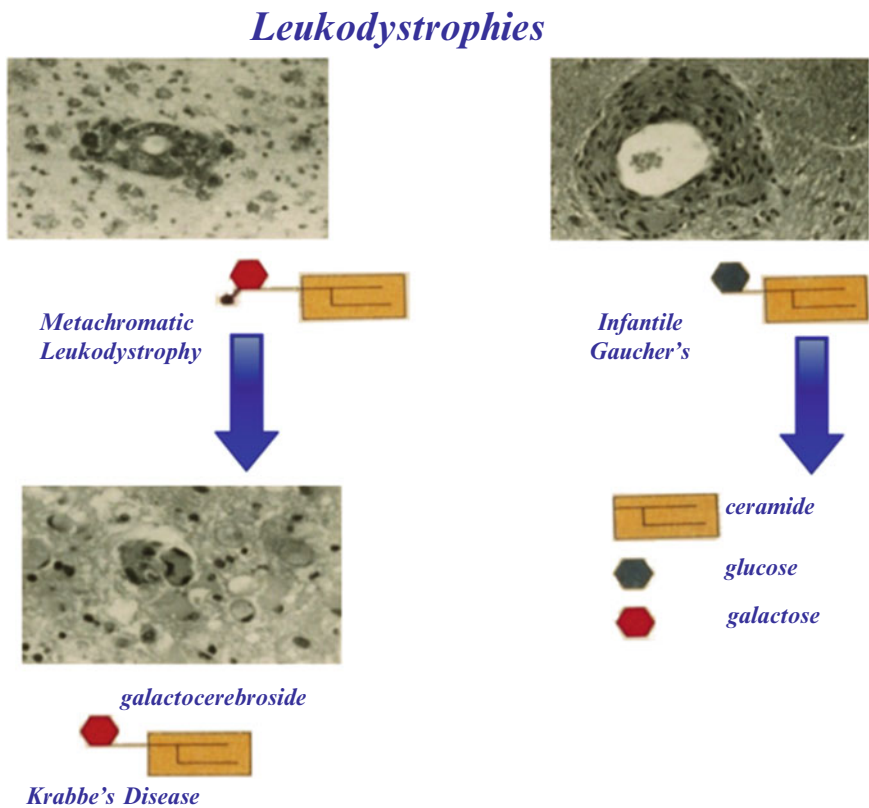 Leukodystrophies
Metachromatic
Leukodystrophy
Infantile
Gaucher's
ceramide
glucose
galactose
galactocerebroside
Krabbe's Disease